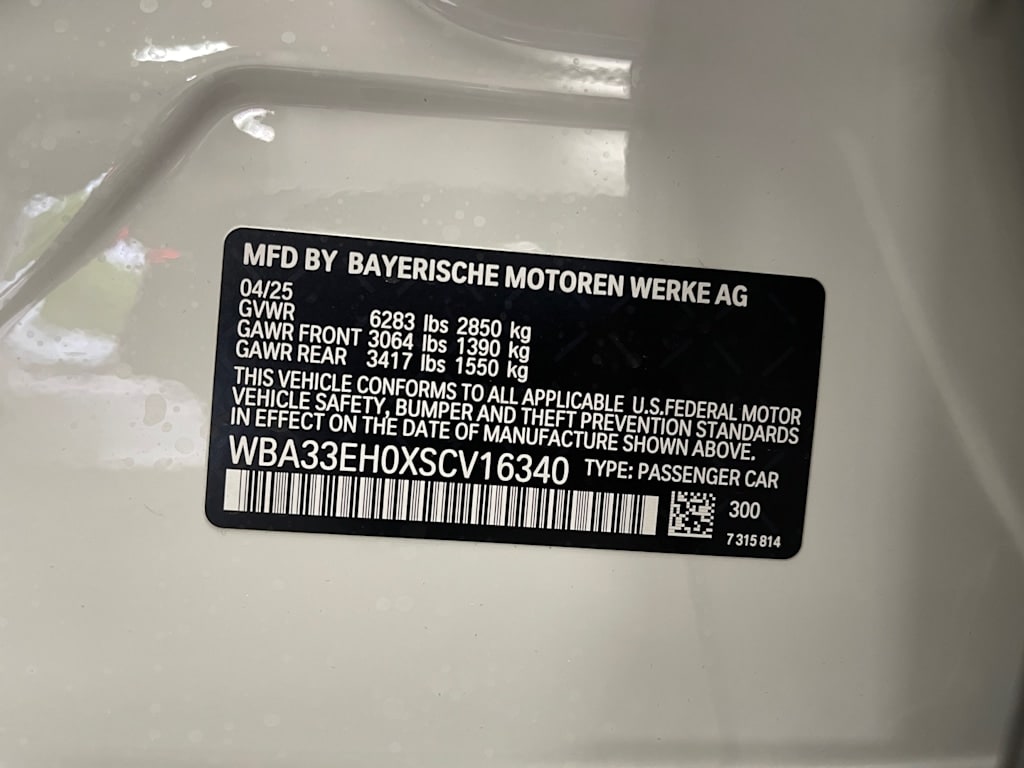 MFD BY BAYERISCHE MOTOREN WERKE AG
04/25
GVWR 6283 lbs 2850 kg
GAWR FRONT 3064 lbs 1390 kg
GAWR REAR 3417 lbs 1550 kg
THIS VEHICLE CONFORMS TO ALL APPLICABLE U.S.FEDERAL MOTOR
VEHICLE SAFETY, BUMPER AND THEFT PREVENTION STANDARDS
IN EFFECT ON THE DATE OF MANUFACTURE SHOWN ABOVE.
WBA33EH0XSCV16340 TYPE: PASSENGER CAR
300
7 315 814